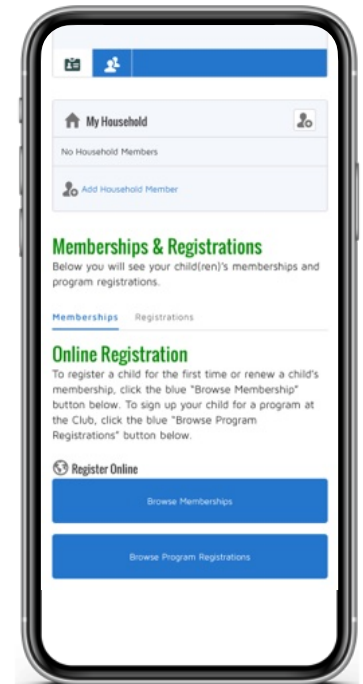 My Household
No Household Members
Add Household Member
Memberships & Registrations
Below you will see your child(ren)'s memberships and
program registrations.
Memberships Registrations
Online Registration
To register a child for the first time or renew a child's
membership, click the blue "Browse Membership"
button below. To sign up your child for a program at
the Club, click the blue "Browse Program
Registrations" button below.
Register Online
Browse Memberships
Browse Program Registrations